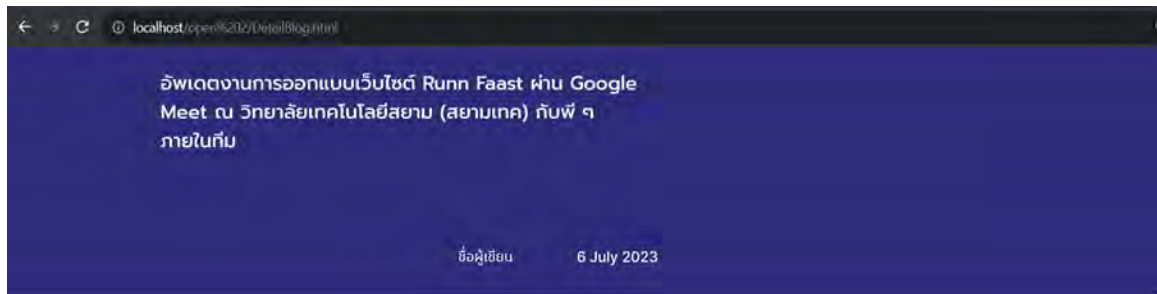 localhost/open%202/DetailBlog.html
อัพเดตงานการออกแบบเว็บไซต์ Runn Faast ผ่าน Google
Meet ณ วิทยาลัยเทคโนโลยีสยาม (สยามเทค) กับพี่ ๆ
ภายในทีม
ชื่อผู้เขียน 6 July 2023